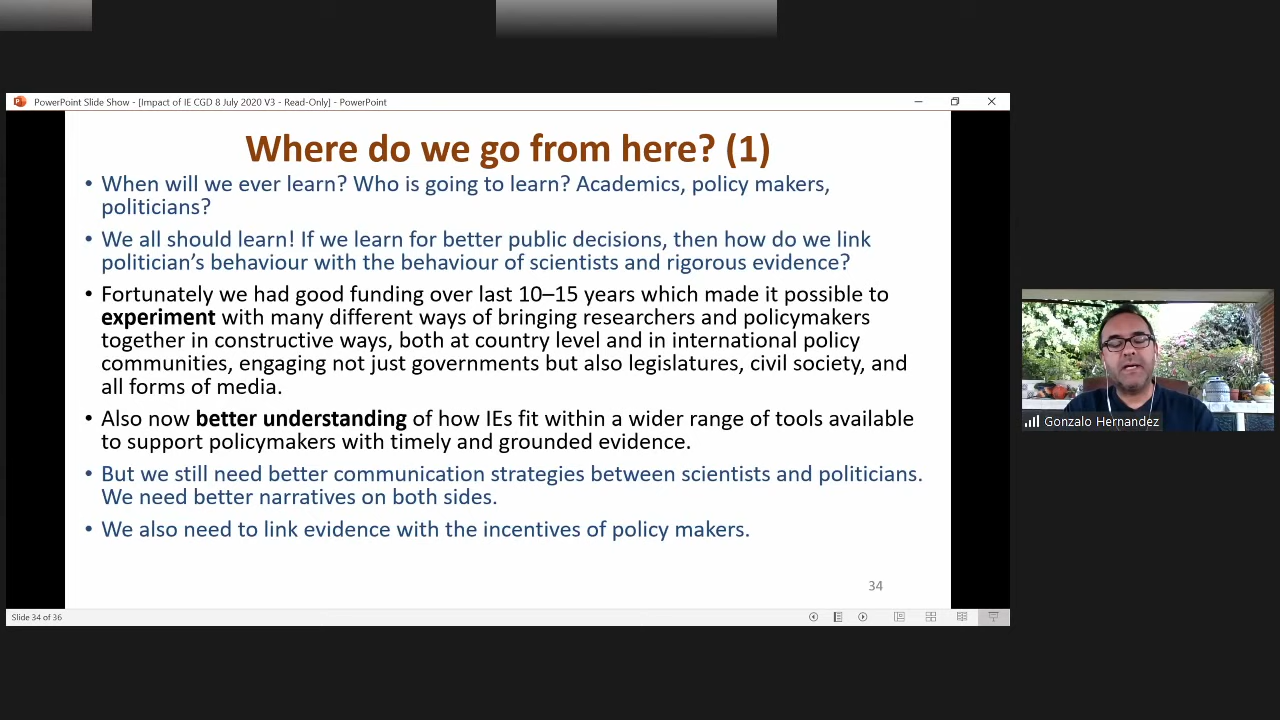 PowerPoint Slide Show - [Impact of IE CGD 8 July 2020 V3 - Read-Only] - PowerPoint
Where do we go from here? (1)
• When will we ever learn? Who is going to learn? Academics, policy makers,
politicians?
• We all should learn! If we learn for better public decisions, then how do we link
politician’s behaviour with the behaviour of scientists and rigorous evidence?
• Fortunately we had good funding over last 10–15 years which made it possible to
experiment with many different ways of bringing researchers and policymakers
together in constructive ways, both at country level and in international policy
communities, engaging not just governments but also legislatures, civil society, and
all forms of media.
• Also now better understanding of how IEs fit within a wider range of tools available
to support policymakers with timely and grounded evidence.
• But we still need better communication strategies between scientists and politicians.
We need better narratives on both sides.
• We also need to link evidence with the incentives of policy makers.
34
Slide 34 of 36
Gonzalo Hernandez